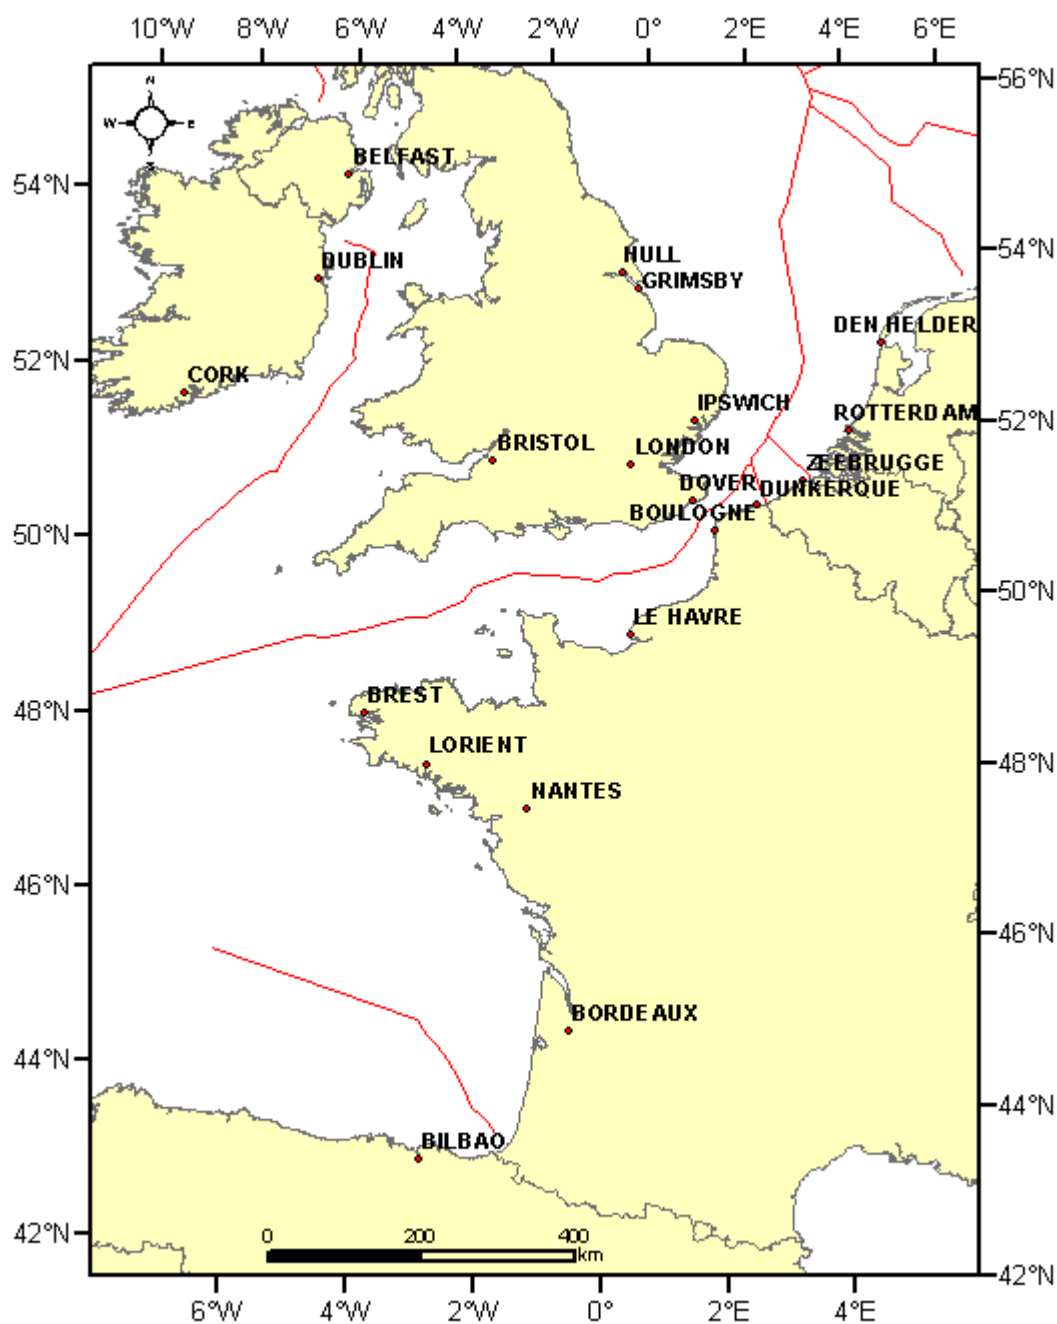 10°W 8°W 6°W 4°W 2°W 0° 2°E 4°E 6°E
56°N
N
W E
S
BELFAST
54°N
HULL
54°N
DUBLIN
GRIMSBY
DEN HELDER
52°N
CORK
IPSWICH
ROTTERDAM
52°N
BRISTOL
LONDON
ZEEBRUGGE
DOVER
DUNKERQUE
BOULOGNE
50°N
50°N
LE HAVRE
BREST
48°N
LORIENT
48°N
NANTES
46°N
46°N
BORDEAUX
44°N
44°N
BILBAO
42°N
0 200 400
km
42°N
6°W 4°W 2°W 0° 2°E 4°E